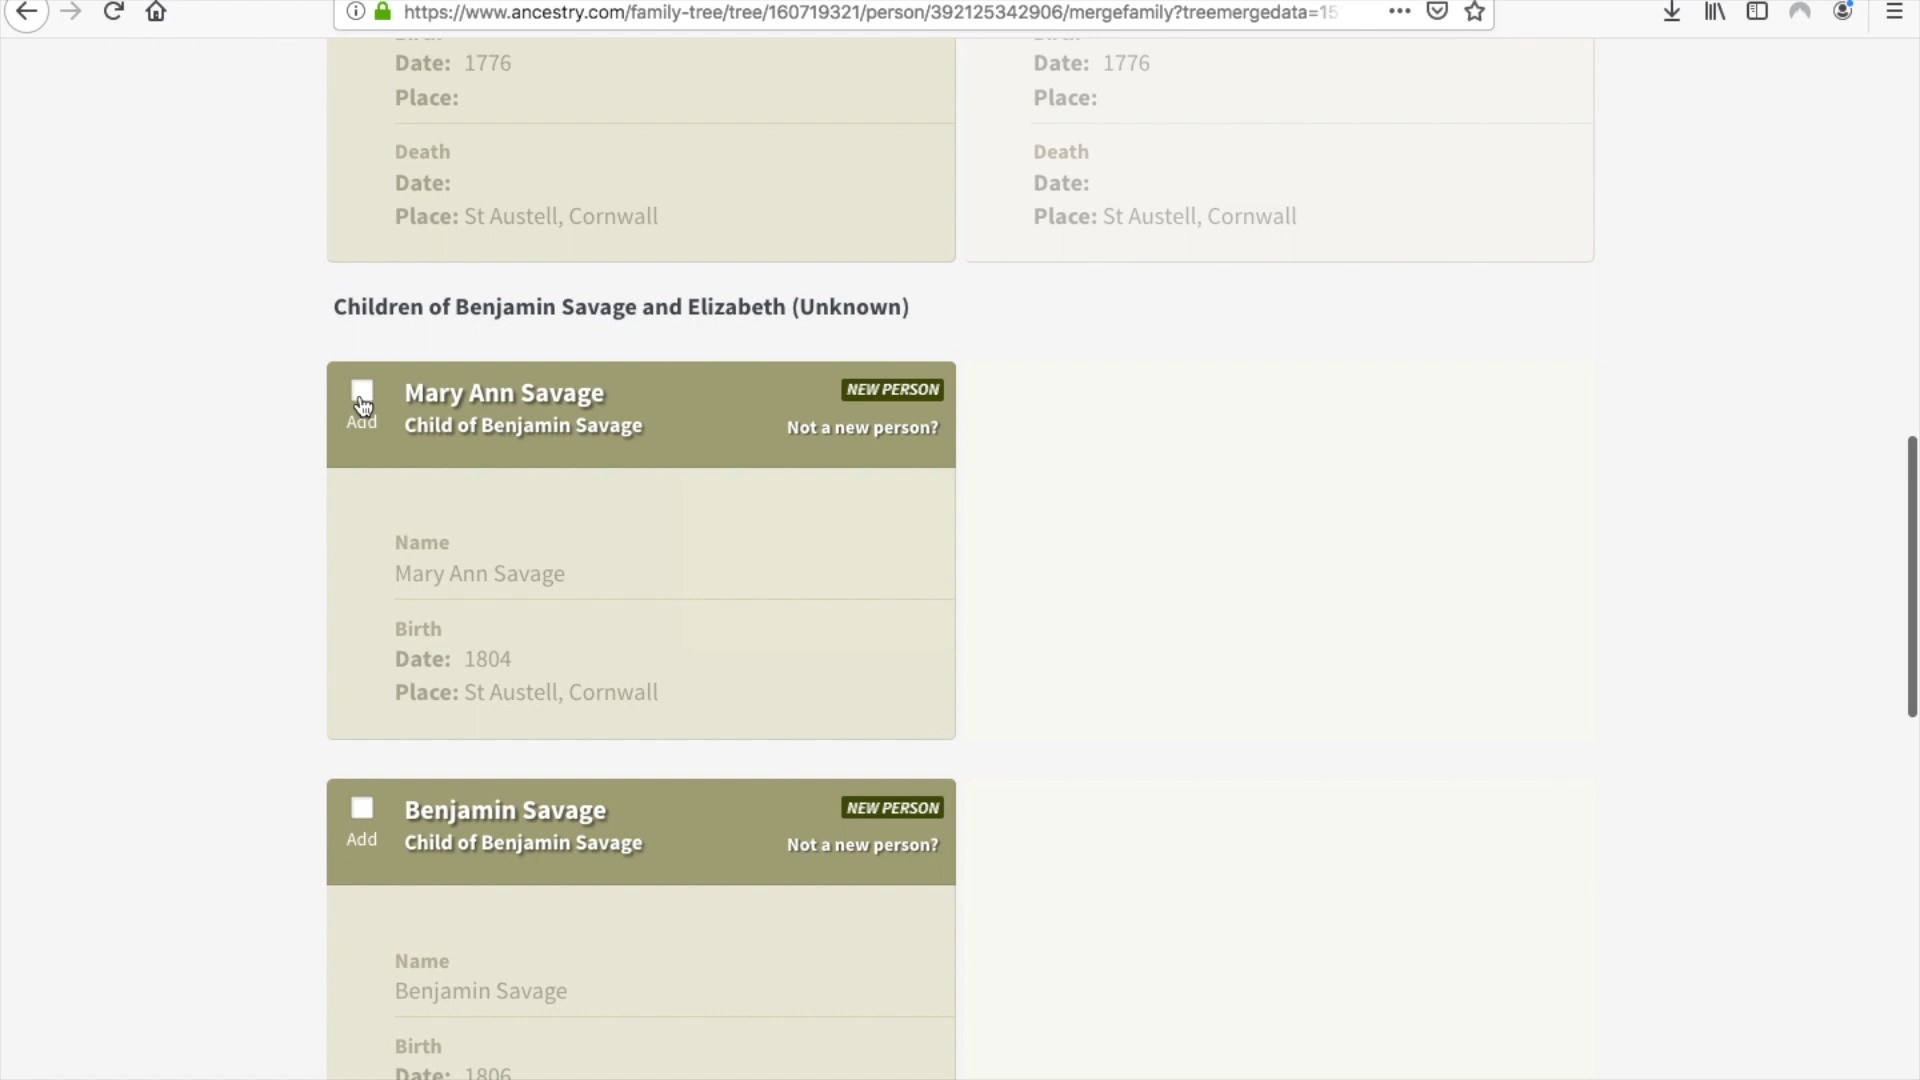 https://www.ancestry.com/family-tree/tree/160719321/person/392125342906/mergefamily?treemergedata=15
Date: 1776
Place:
Death
Date:
Place: St Austell, Cornwall
Date: 1776
Place:
Death
Date:
Place: St Austell, Cornwall
Children of Benjamin Savage and Elizabeth (Unknown)
Add
Mary Ann Savage
Child of Benjamin Savage
NEW PERSON
Not a new person?
Name
Mary Ann Savage
Birth
Date: 1804
Place: St Austell, Cornwall
Add
Benjamin Savage
Child of Benjamin Savage
NEW PERSON
Not a new person?
Name
Benjamin Savage
Birth
Date: 1806